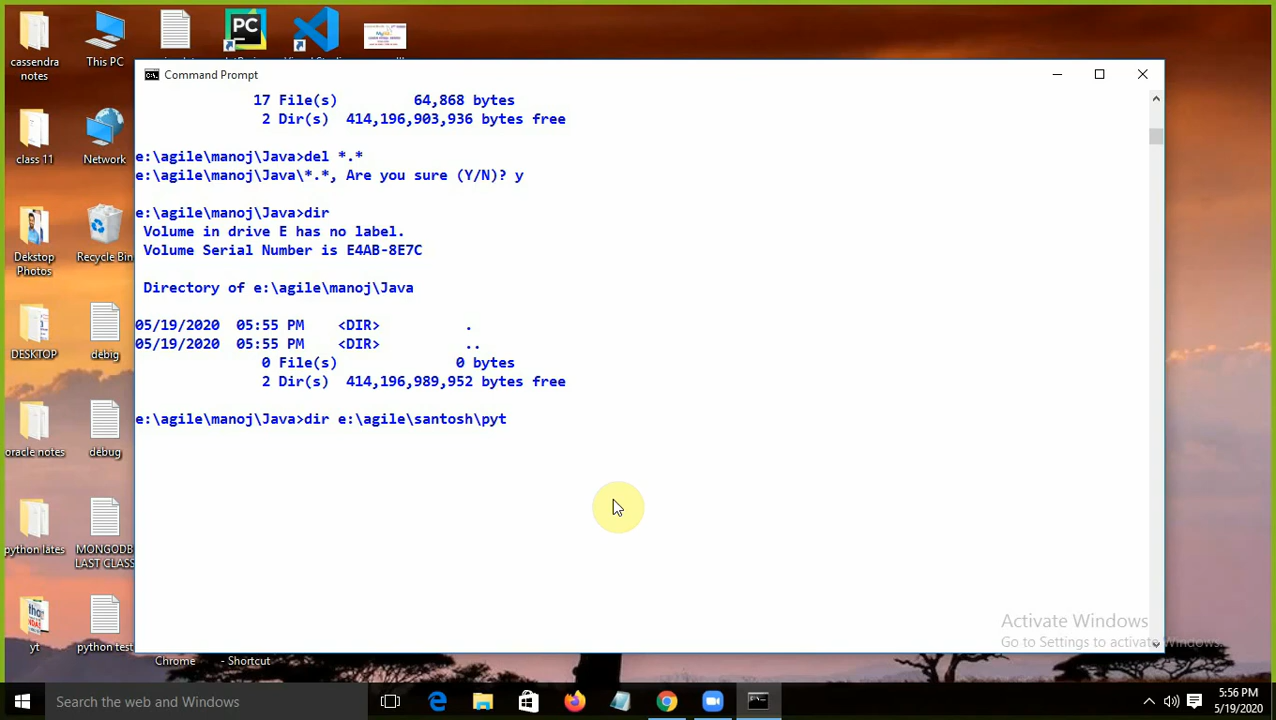 cassendra notes
This PC
PC
Command Prompt
17 File(s) 64,868 bytes
2 Dir(s) 414,196,903,936 bytes free
e:\agile\manoj\Java>del *.*
e:\agile\manoj\Java\*.*, Are you sure (Y/N)? y
e:\agile\manoj\Java>dir
Volume in drive E has no label.
Volume Serial Number is E4AB-8E7C
Directory of e:\agile\manoj\Java
05/19/2020 05:55 PM <DIR> .
05/19/2020 05:55 PM <DIR> ..
0 File(s) 0 bytes
2 Dir(s) 414,196,989,952 bytes free
e:\agile\manoj\Java>dir e:\agile\santosh\pyt
class 11
Network
Dekstop Photos
Recycle Bin
DESKTOP
debig
oracle notes
debug
python lates
MONGODB LAST CLASS
yt
python test
Chrome
- Shortcut
Activate Windows
Go to Settings to activate Windows.
Search the web and Windows
5:56 PM
5/19/2020